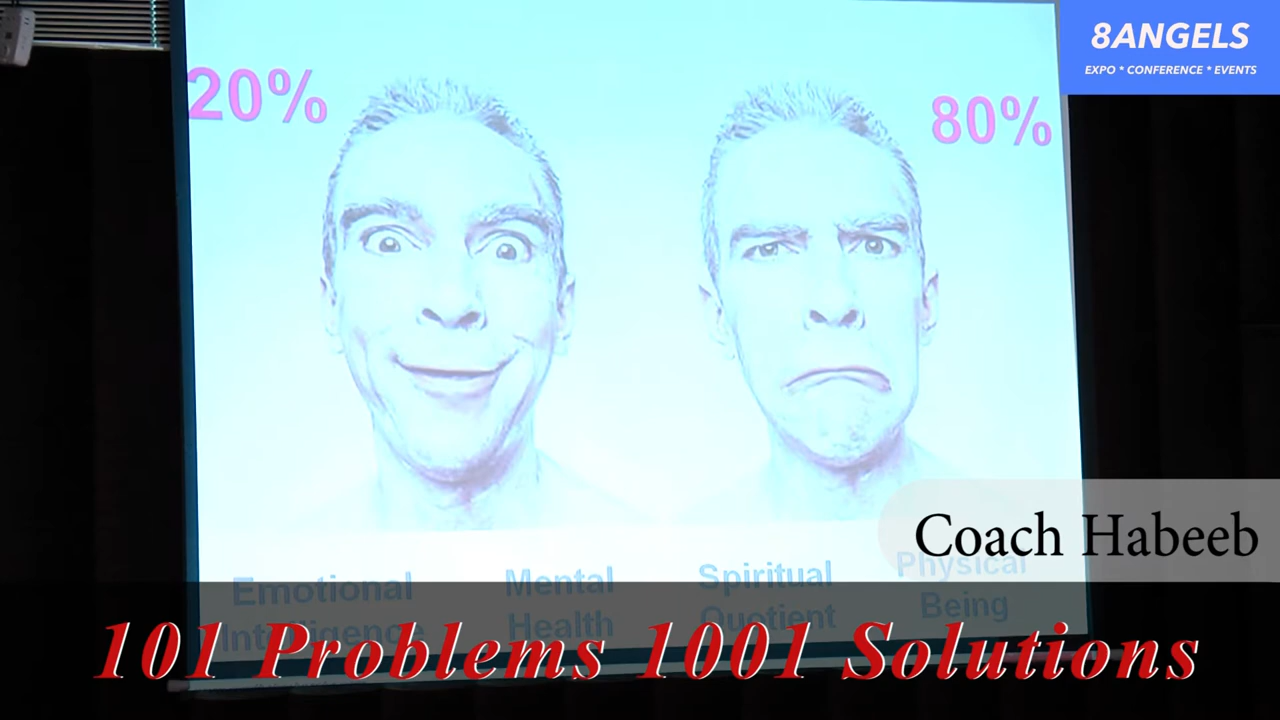 8ANGELS
EXPO * CONFERENCE * EVENTS
20%
80%
Coach Habeeb
Emotional
Intelligence
Mental
Health
Spiritual
Quotient
Physical
Being
101 Problems 1001 Solutions